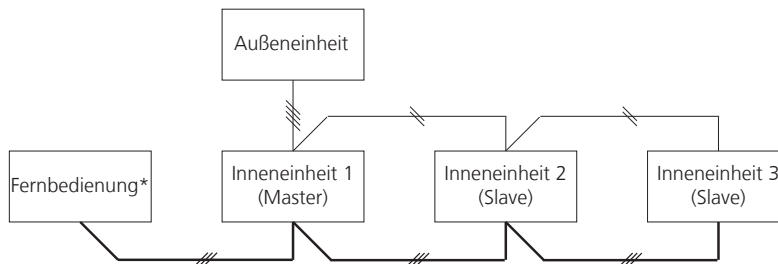 Außeneinheit
Fernbedienung*
Inneneinheit 1
(Master)
Inneneinheit 2
(Slave)
Inneneinheit 3
(Slave)